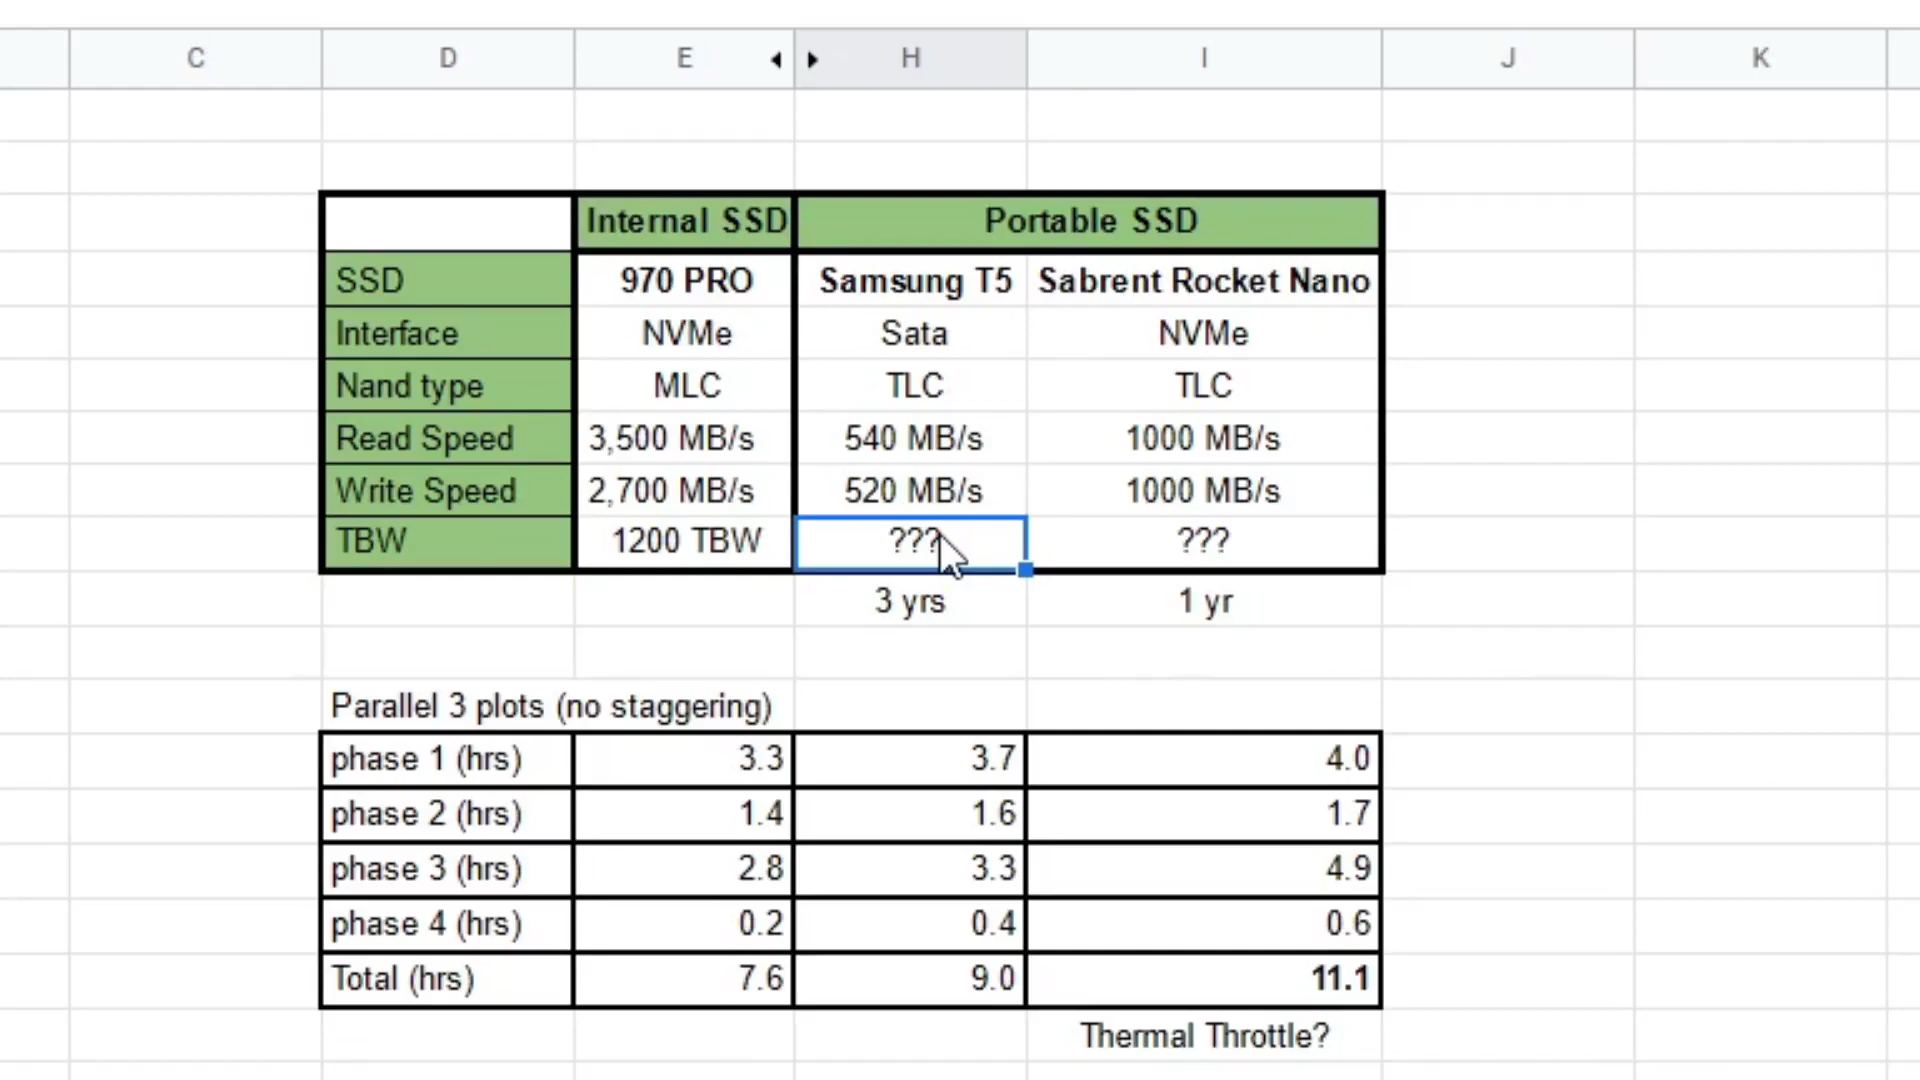 C D E H I J K
Internal SSD Portable SSD
SSD 970 PRO Samsung T5 Sabrent Rocket Nano
Interface NVMe Sata NVMe
Nand type MLC TLC TLC
Read Speed 3,500 MB/s 540 MB/s 1000 MB/s
Write Speed 2,700 MB/s 520 MB/s 1000 MB/s
TBW 1200 TBW ??? ???
3 yrs 1 yr
Parallel 3 plots (no staggering)
phase 1 (hrs) 3.3 3.7 4.0
phase 2 (hrs) 1.4 1.6 1.7
phase 3 (hrs) 2.8 3.3 4.9
phase 4 (hrs) 0.2 0.4 0.6
Total (hrs) 7.6 9.0 11.1
Thermal Throttle?